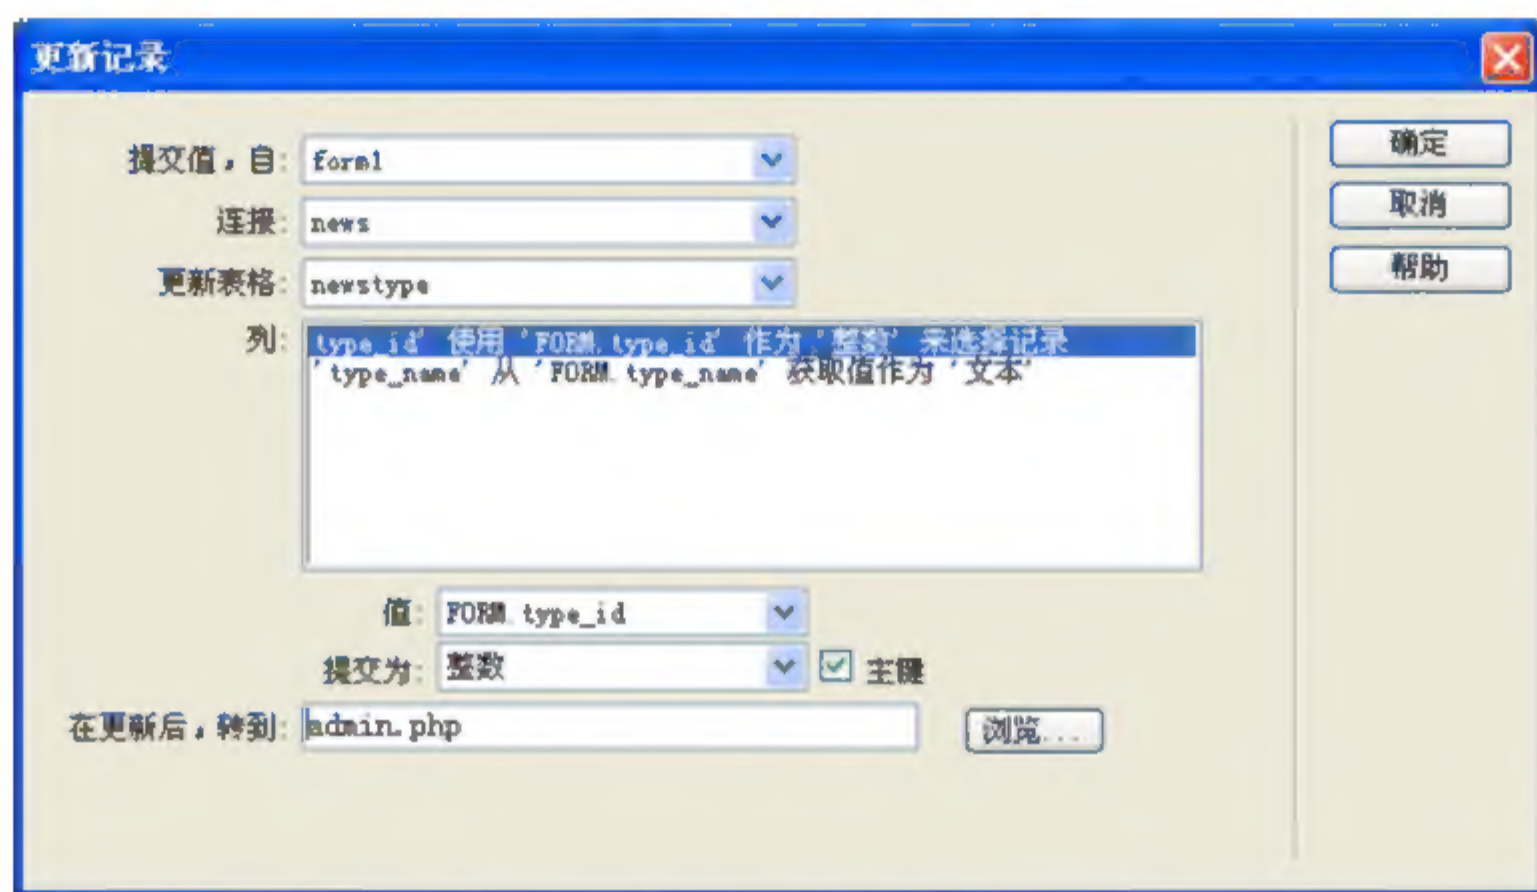 更新记录
提交值，自: form1
连接: news
更新表格: newstype
列: type_id' 使用 'FORM.type_id' 作为 '整数' 来选择记录
'type_name' 从 'FORM.type_name' 获取值作为 '文本'
值: FORM.type_id
提交为: 整数 主键
在更新后，转到: admin.php 浏览...
确定
取消
帮助